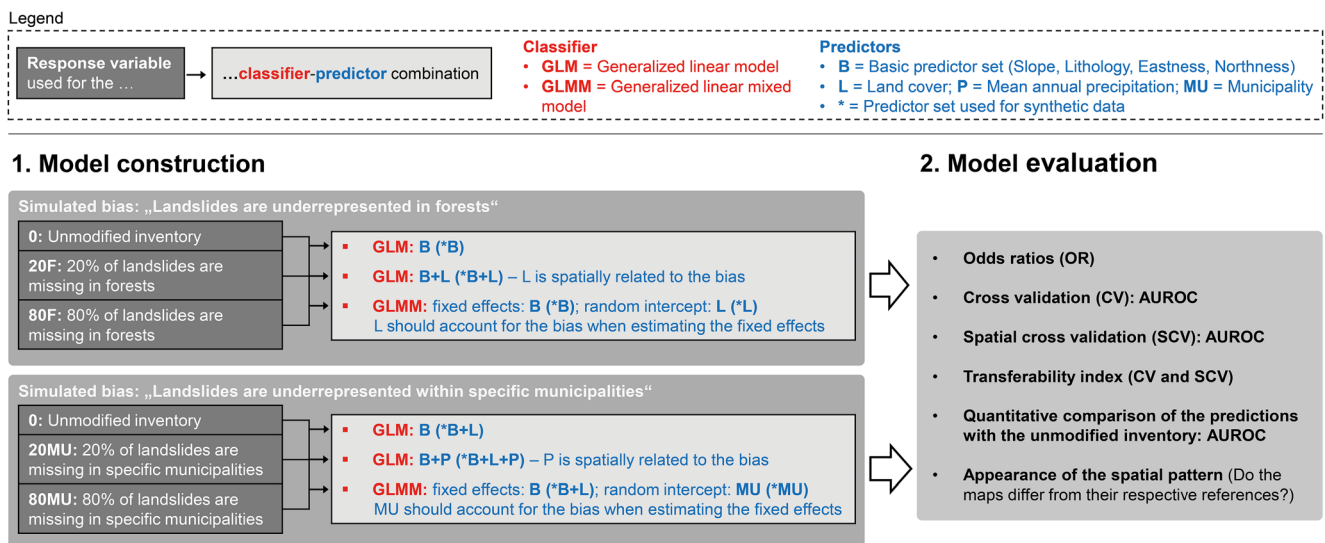 Legend
Response variable
used for the …
…classifier-predictor combination
Classifier
• GLM = Generalized linear model
• GLMM = Generalized linear mixed
model
Predictors
• B = Basic predictor set (Slope, Lithology, Eastness, Northness)
• L = Land cover; P = Mean annual precipitation; MU = Municipality
• * = Predictor set used for synthetic data
1. Model construction
Simulated bias: „Landslides are underrepresented in forests“
0: Unmodified inventory
20F: 20% of landslides are
missing in forests
80F: 80% of landslides are
missing in forests
▪ GLM: B (*B)
▪ GLM: B+L (*B+L) – L is spatially related to the bias
▪ GLMM: fixed effects: B (*B); random intercept: L (*L)
L should account for the bias when estimating the fixed effects
Simulated bias: „Landslides are underrepresented within specific municipalities“
0: Unmodified inventory
20MU: 20% of landslides are
missing in specific municipalities
80MU: 80% of landslides are
missing in specific municipalities
▪ GLM: B (*B+L)
▪ GLM: B+P (*B+L+P) – P is spatially related to the bias
▪ GLMM: fixed effects: B (*B+L); random intercept: MU (*MU)
MU should account for the bias when estimating the fixed effects
2. Model evaluation
• Odds ratios (OR)
• Cross validation (CV): AUROC
• Spatial cross validation (SCV): AUROC
• Transferability index (CV and SCV)
• Quantitative comparison of the predictions
with the unmodified inventory: AUROC
• Appearance of the spatial pattern (Do the
maps differ from their respective references?)